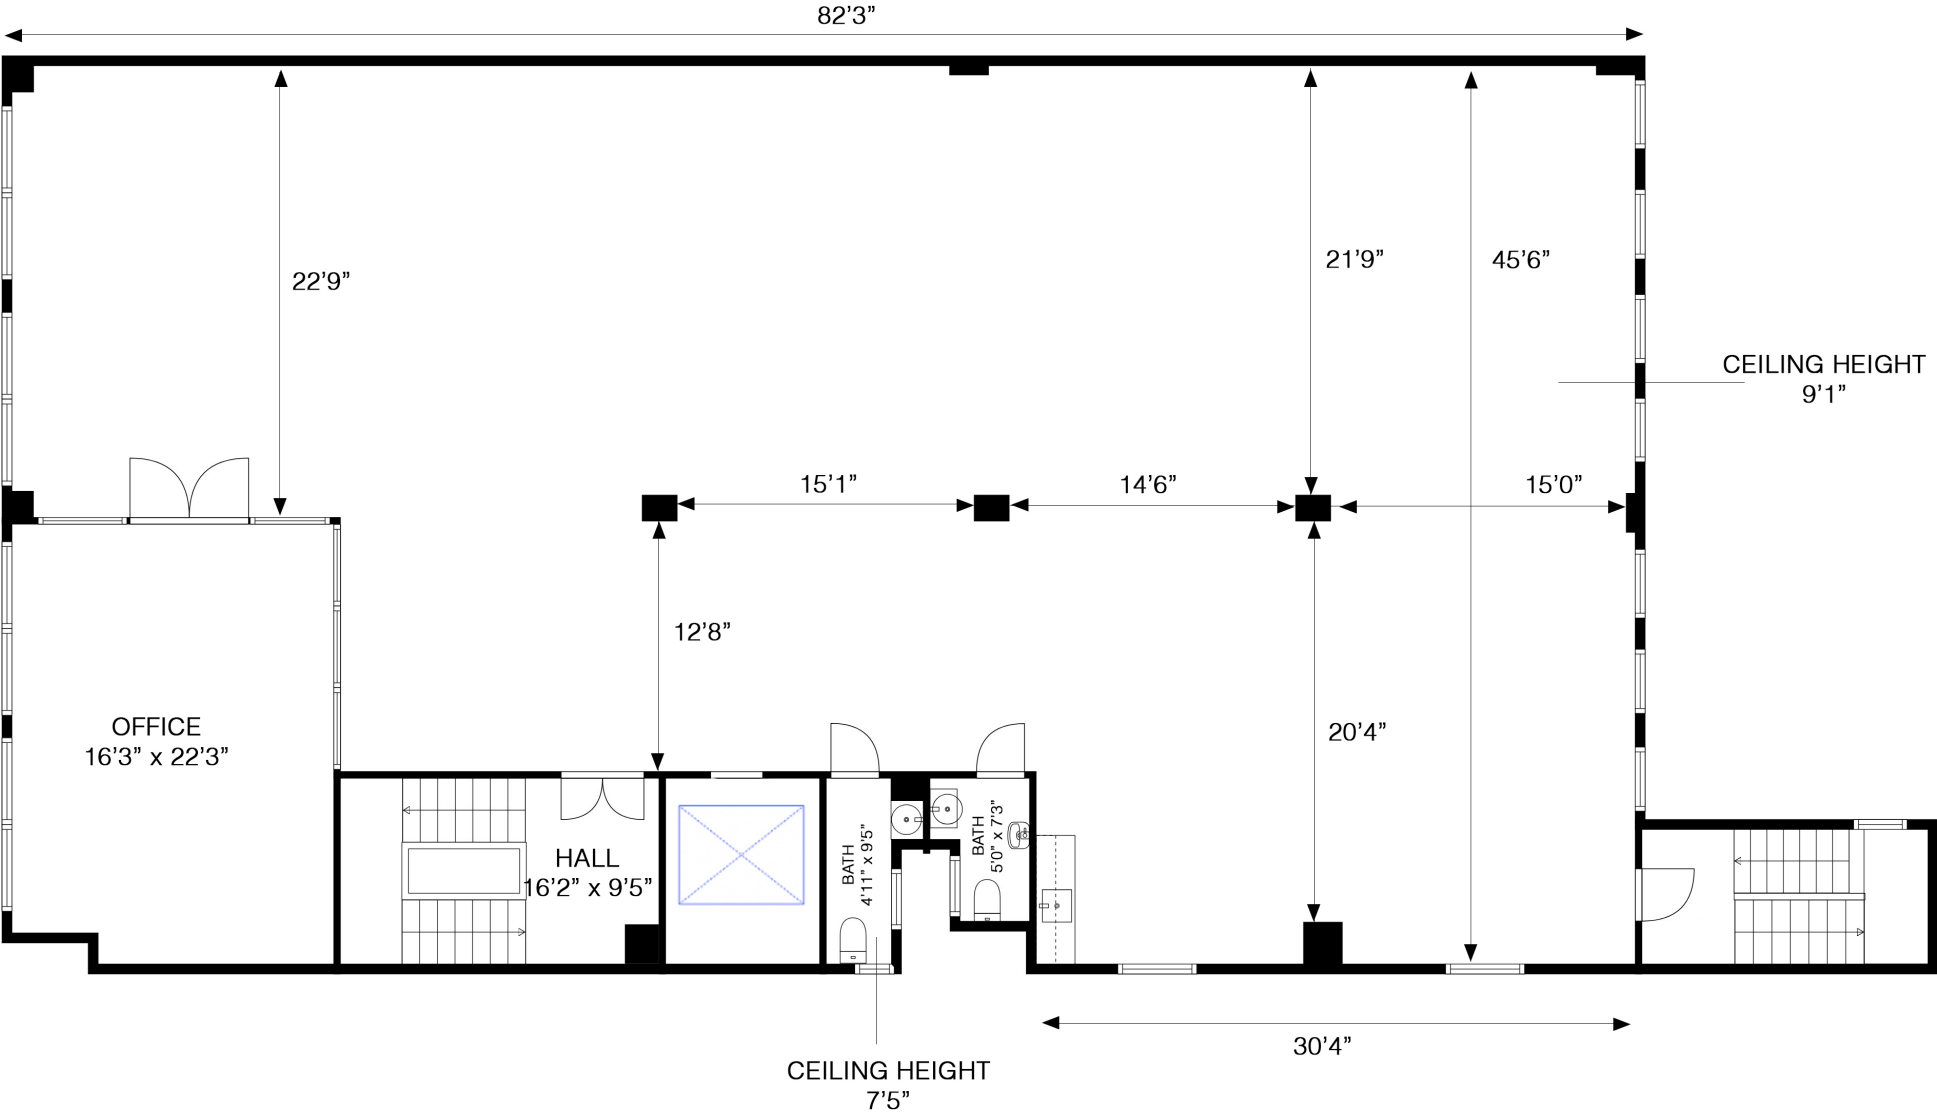 82’3”
22’9”
21’9”
45’6”
CEILING HEIGHT
9’1”
15’1”
14’6”
15’0”
12’8”
OFFICE
16’3” x 22’3”
20’4”
HALL
16’2” x 9’5”
BATH
4’11” x 9’5”
BATH
5’0” x 7’3”
30’4”
CEILING HEIGHT
7’5”